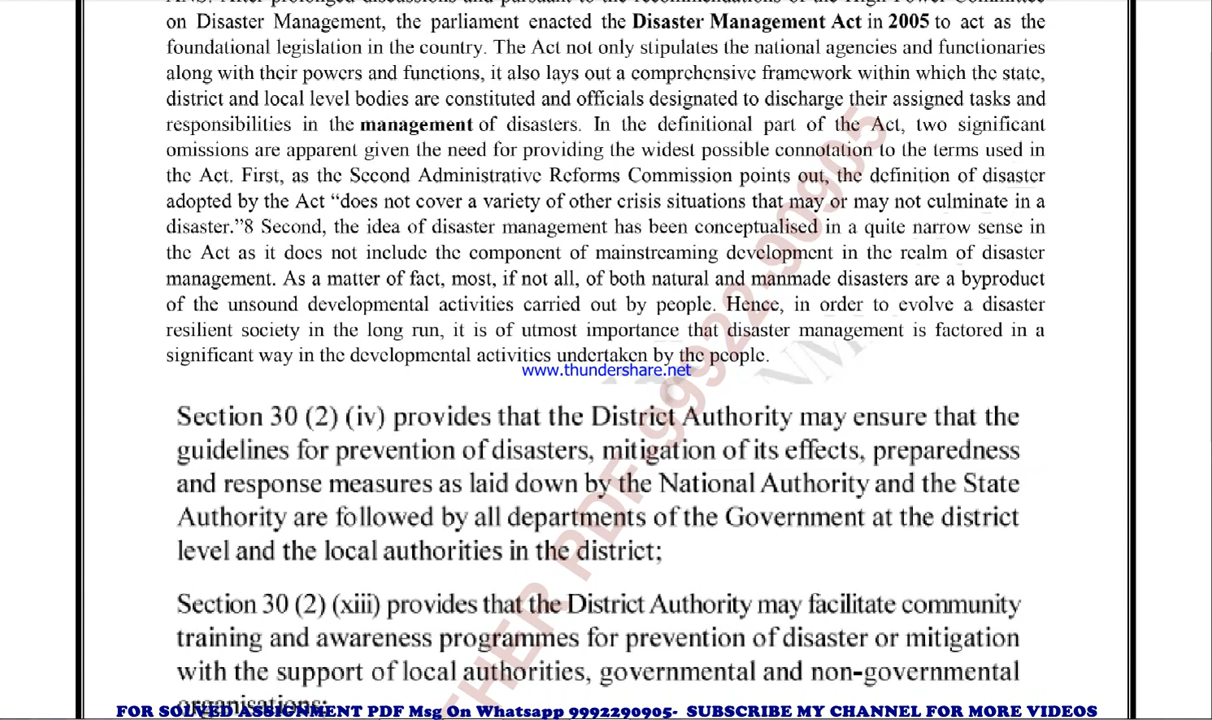 on Disaster Management, the parliament enacted the Disaster Management Act in 2005 to act as the
foundational legislation in the country. The Act not only stipulates the national agencies and functionaries
along with their powers and functions, it also lays out a comprehensive framework within which the state,
district and local level bodies are constituted and officials designated to discharge their assigned tasks and
responsibilities in the management of disasters. In the definitional part of the Act, two significant
omissions are apparent given the need for providing the widest possible connotation to the terms used in
the Act. First, as the Second Administrative Reforms Commission points out, the definition of disaster
adopted by the Act “does not cover a variety of other crisis situations that may or may not culminate in a
disaster.”8 Second, the idea of disaster management has been conceptualised in a quite narrow sense in
the Act as it does not include the component of mainstreaming development in the realm of disaster
management. As a matter of fact, most, if not all, of both natural and manmade disasters are a byproduct
of the unsound developmental activities carried out by people. Hence, in order to evolve a disaster
resilient society in the long run, it is of utmost importance that disaster management is factored in a
significant way in the developmental activities undertaken by the people.
www.thundershare.net
Section 30 (2) (iv) provides that the District Authority may ensure that the
guidelines for prevention of disasters, mitigation of its effects, preparedness
and response measures as laid down by the National Authority and the State
Authority are followed by all departments of the Government at the district
level and the local authorities in the district;
Section 30 (2) (xiii) provides that the District Authority may facilitate community
training and awareness programmes for prevention of disaster or mitigation
with the support of local authorities, governmental and non-governmental
organisations;
FOR SOLVED ASSIGNMENT PDF Msg On Whatsapp 9992290905- SUBSCRIBE MY CHANNEL FOR MORE VIDEOS